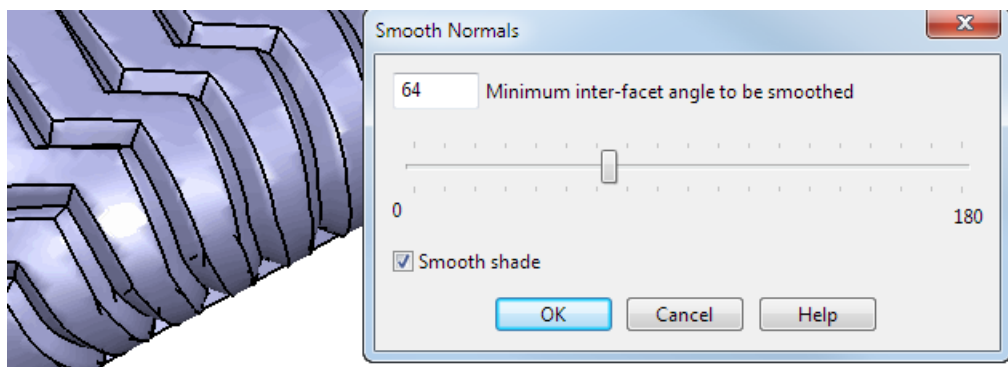 Smooth Normals
64 Minimum inter-facet angle to be smoothed
0 180
Smooth shade
OK Cancel Help